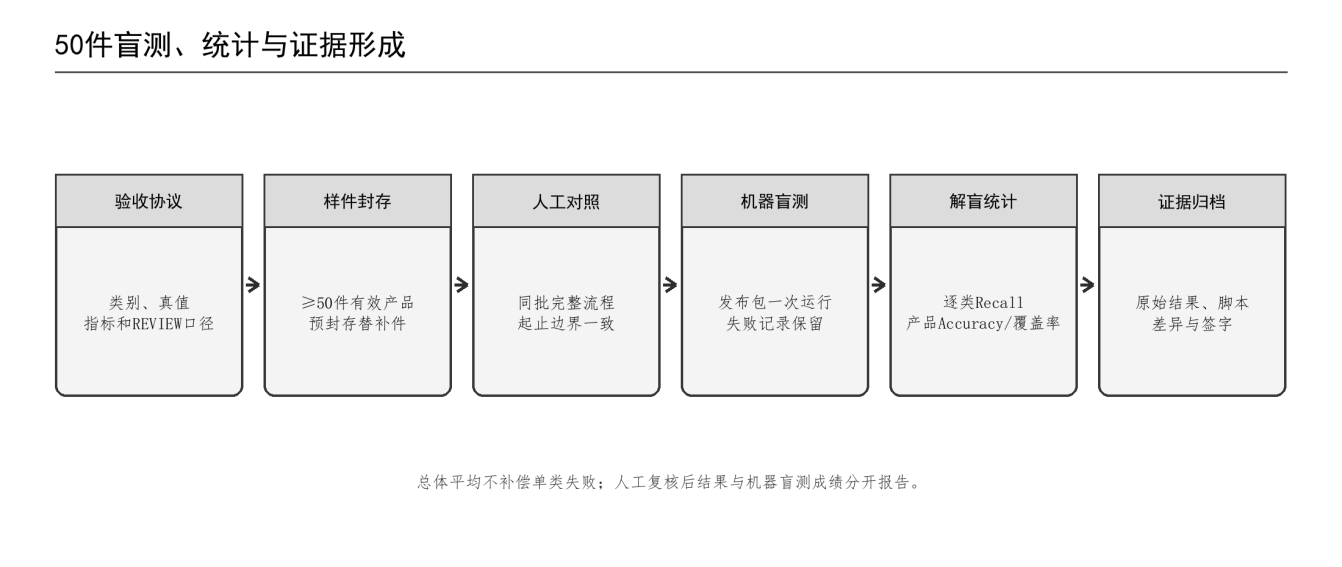 50件盲测、统计与证据形成
验收协议
类别、真值
指标和REVIEW口径
样件封存
≥50件有效产品
预封存替补件
人工对照
同批完整流程
起止边界一致
机器盲测
发布包一次运行
失败记录保留
解盲统计
逐类Recall
产品Accuracy/覆盖率
证据归档
原始结果、脚本
差异与签字
总体平均不补偿单类失败；人工复核后结果与机器盲测成绩分开报告。